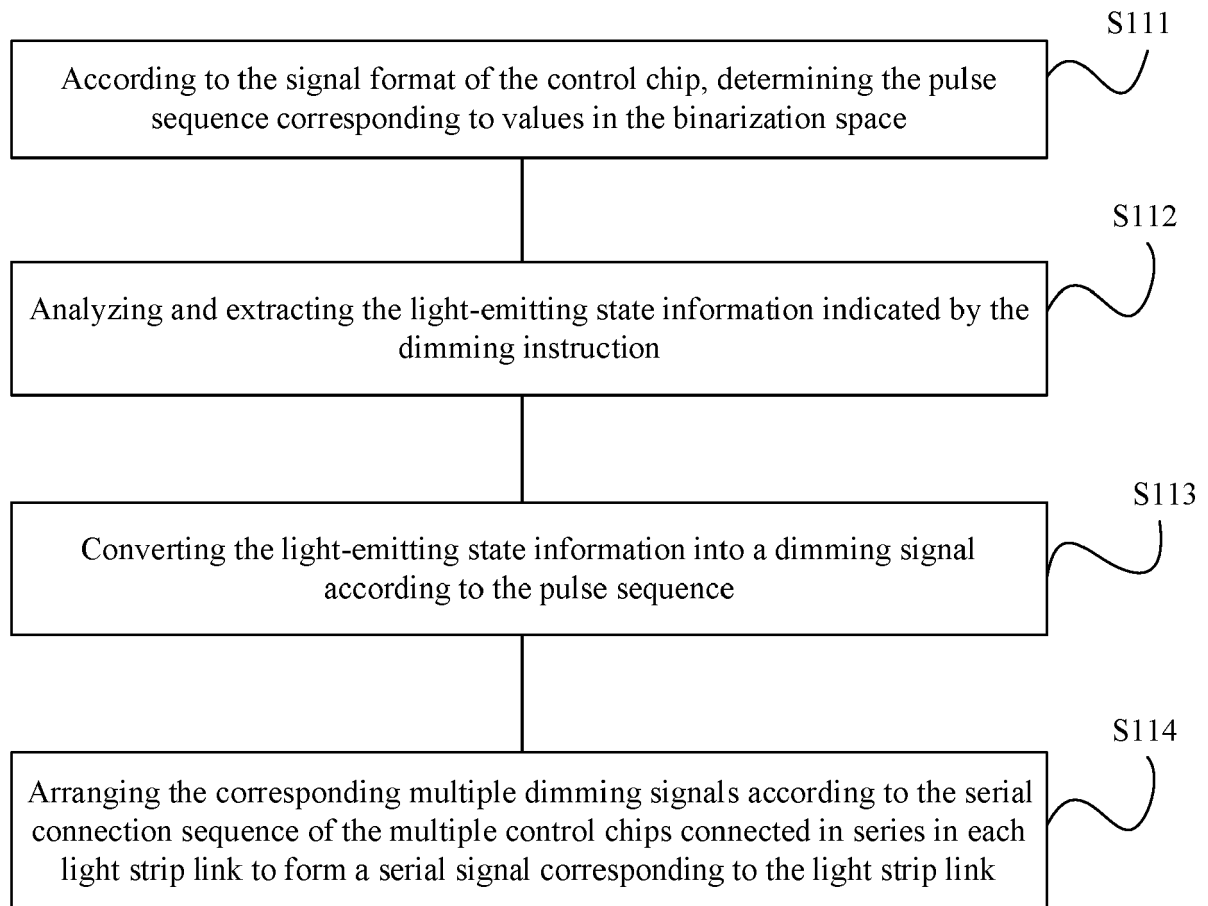 S111
According to the signal format of the control chip, determining the pulse
sequence corresponding to values in the binarization space
S112
Analyzing and extracting the light-emitting state information indicated by the
dimming instruction
S113
Converting the light-emitting state information into a dimming signal
according to the pulse sequence
S114
Arranging the corresponding multiple dimming signals according to the serial
connection sequence of the multiple control chips connected in series in each
light strip link to form a serial signal corresponding to the light strip link